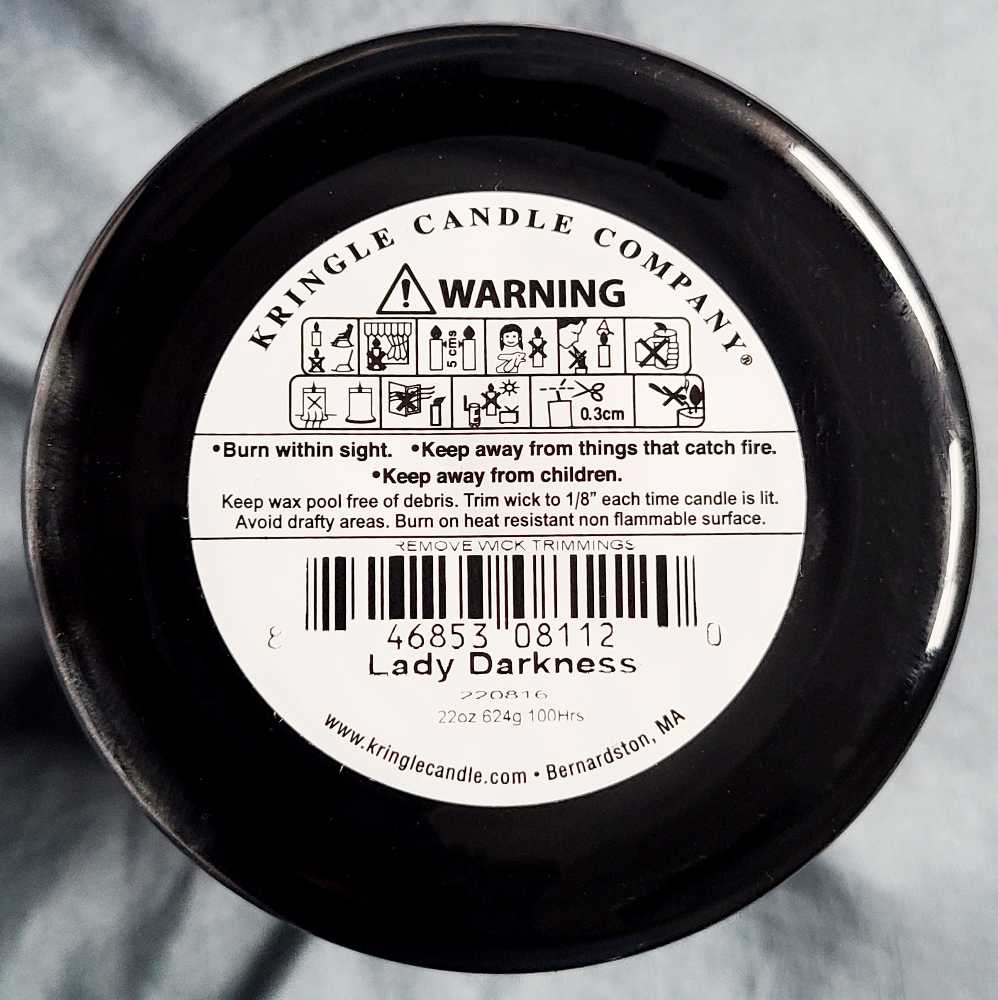 KRINGLE CANDLE COMPANY®
WARNING
5 cms
0.3cm
•Burn within sight. •Keep away from things that catch fire.
•Keep away from children.
Keep wax pool free of debris. Trim wick to 1/8” each time candle is lit.
Avoid drafty areas. Burn on heat resistant non flammable surface.
REMOVE WICK TRIMMINGS
8 46853 08112 0
Lady Darkness
220816
22oz 624g 100Hrs
www.kringlecandle.com • Bernardston, MA